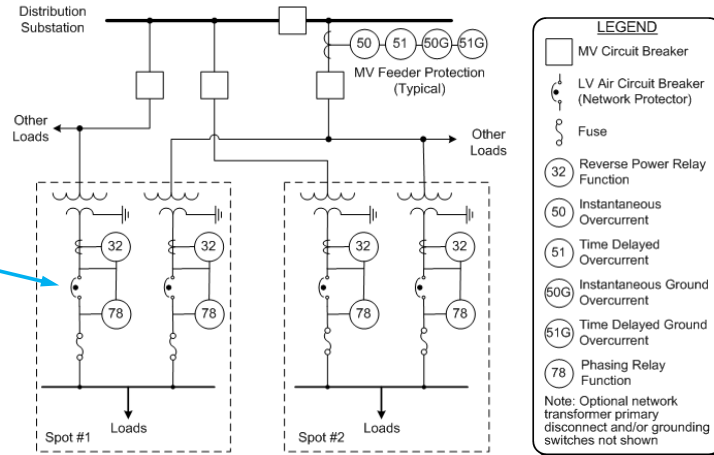 Distribution
Substation
50
51
50G
51G
MV Feeder Protection
(Typical)
Other
Loads
Other
Loads
32
32
32
32
78
78
78
78
Loads
Spot #1
Loads
Spot #2
LEGEND
MV Circuit Breaker
LV Air Circuit Breaker
(Network Protector)
Fuse
32
Reverse Power Relay
Function
50
Instantaneous
Overcurrent
51
Time Delayed
Overcurrent
50G
Instantaneous Ground
Overcurrent
51G
Time Delayed Ground
Overcurrent
78
Phasing Relay
Function
Note: Optional network
transformer primary
disconnect and/or grounding
switches not shown